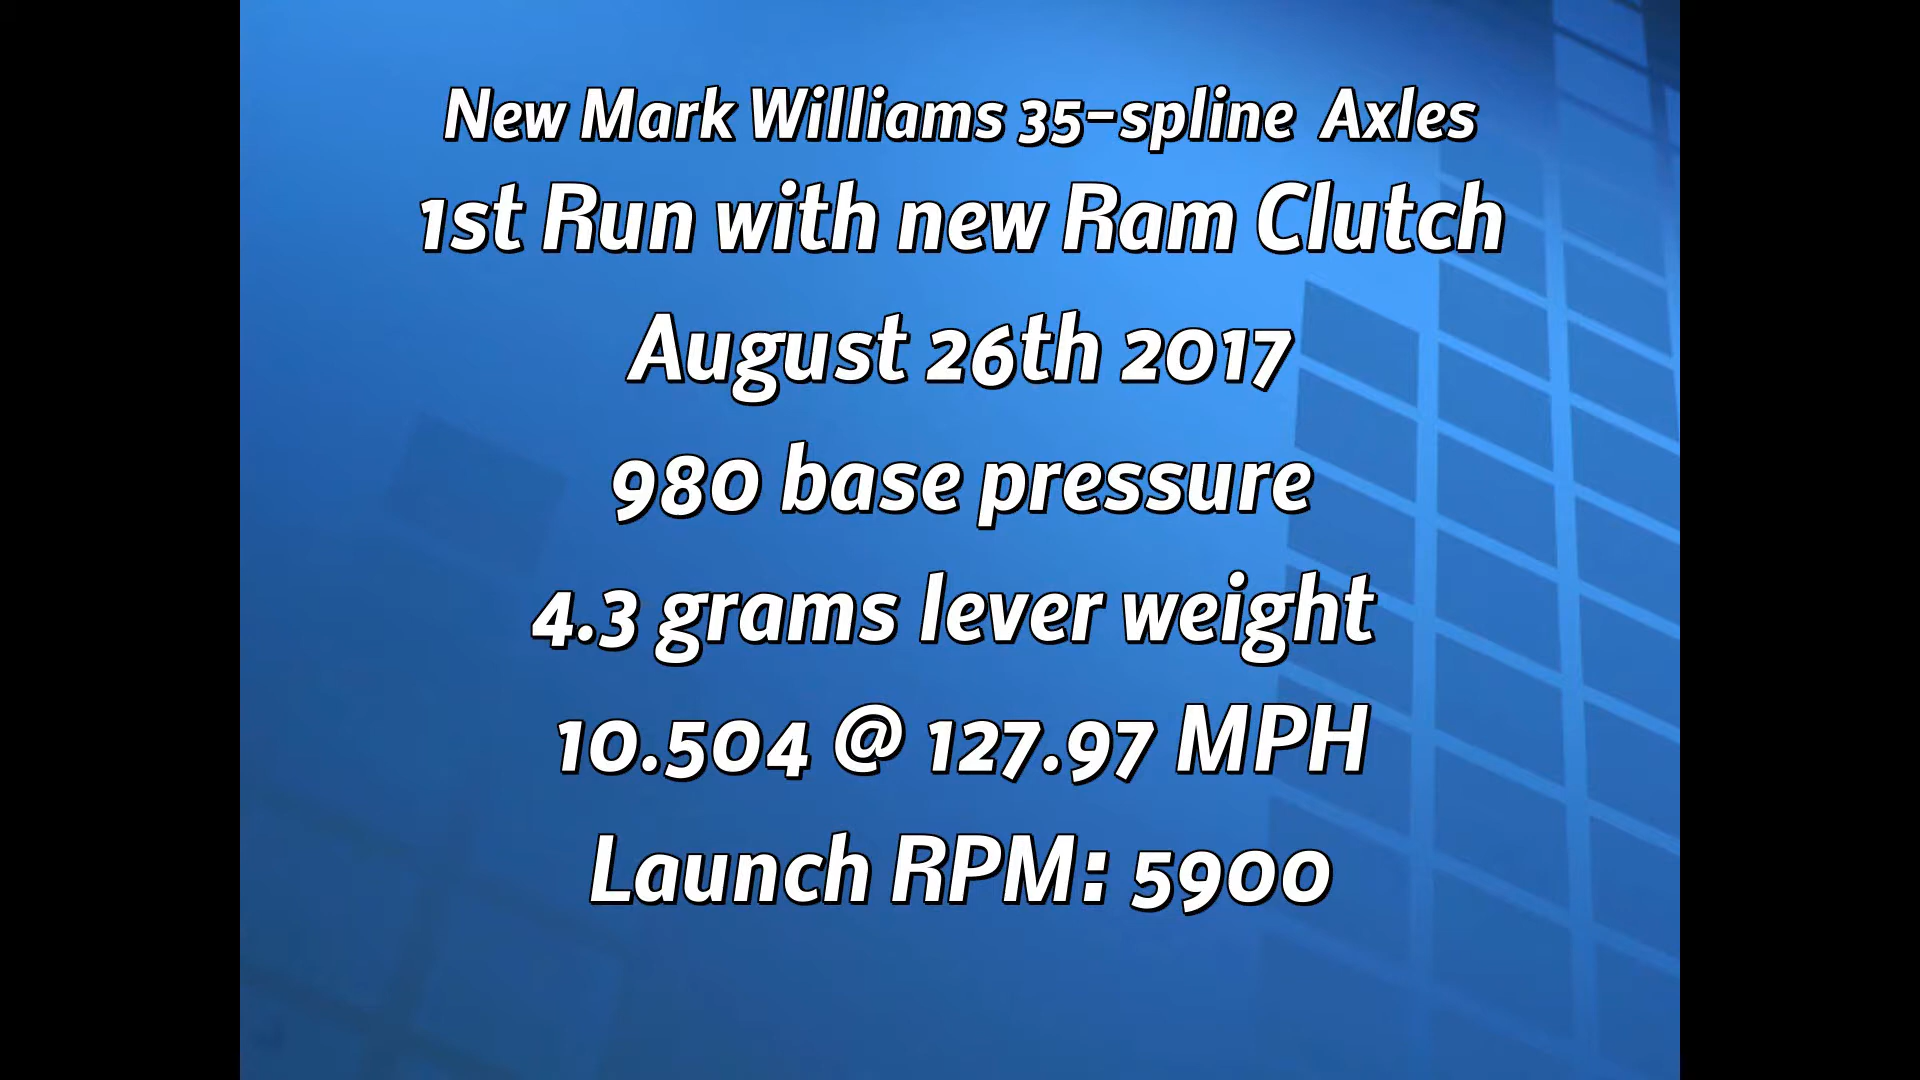 New Mark Williams 35-spline Axles
1st Run with new Ram Clutch
August 26th 2017
980 base pressure
4.3 grams lever weight
10.504 @ 127.97 MPH
Launch RPM: 5900